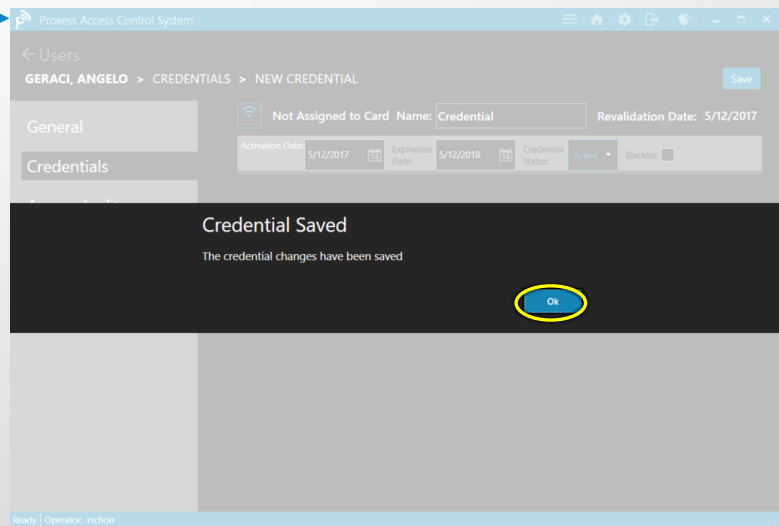 Proxess Access Control System
Users
GERACI, ANGELO > CREDENTIALS > NEW CREDENTIAL
Save
Not Assigned to Card Name: Credential Revalidation Date: 5/12/2017
General
Activation Date: 5/12/2017 14 Expiration Date: 5/12/2018 14 Credential Status: Active Blacklist
Credentials
Credential Saved
The credential changes have been saved
Ok
Ready Operator: rschorr